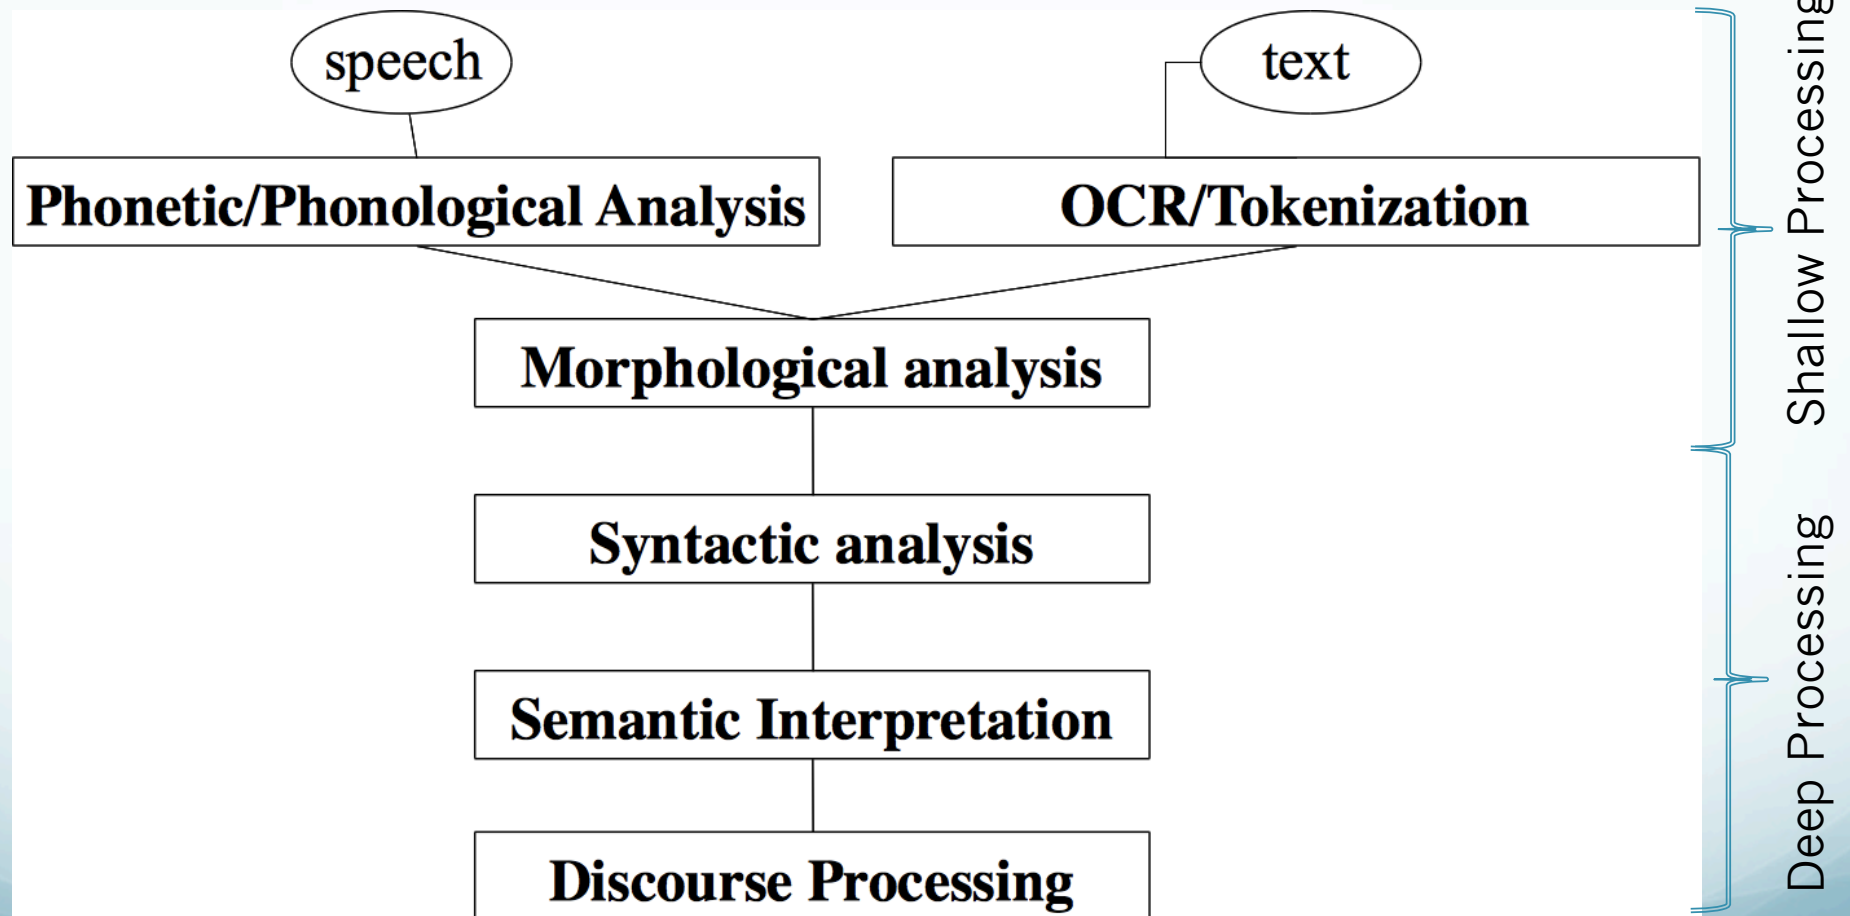 speech
text
Phonetic/Phonological Analysis
OCR/Tokenization
Morphological analysis
Syntactic analysis
Semantic Interpretation
Discourse Processing
Shallow Processing
Deep Processing